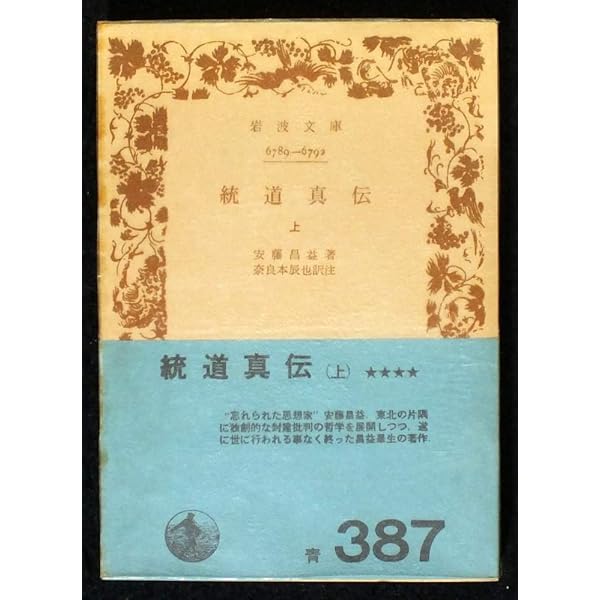 岩波文庫
6789—6792
統道真伝
上
安藤昌益著
奈良本辰也訳注
統道真伝(上) ★★★★
“忘れられた思想家”安藤昌益.東北の片隅
に独創的な封建批判の哲学を展開しつつ,遂
に世に行われる事なく終った昌益畢生の著作.
青 387